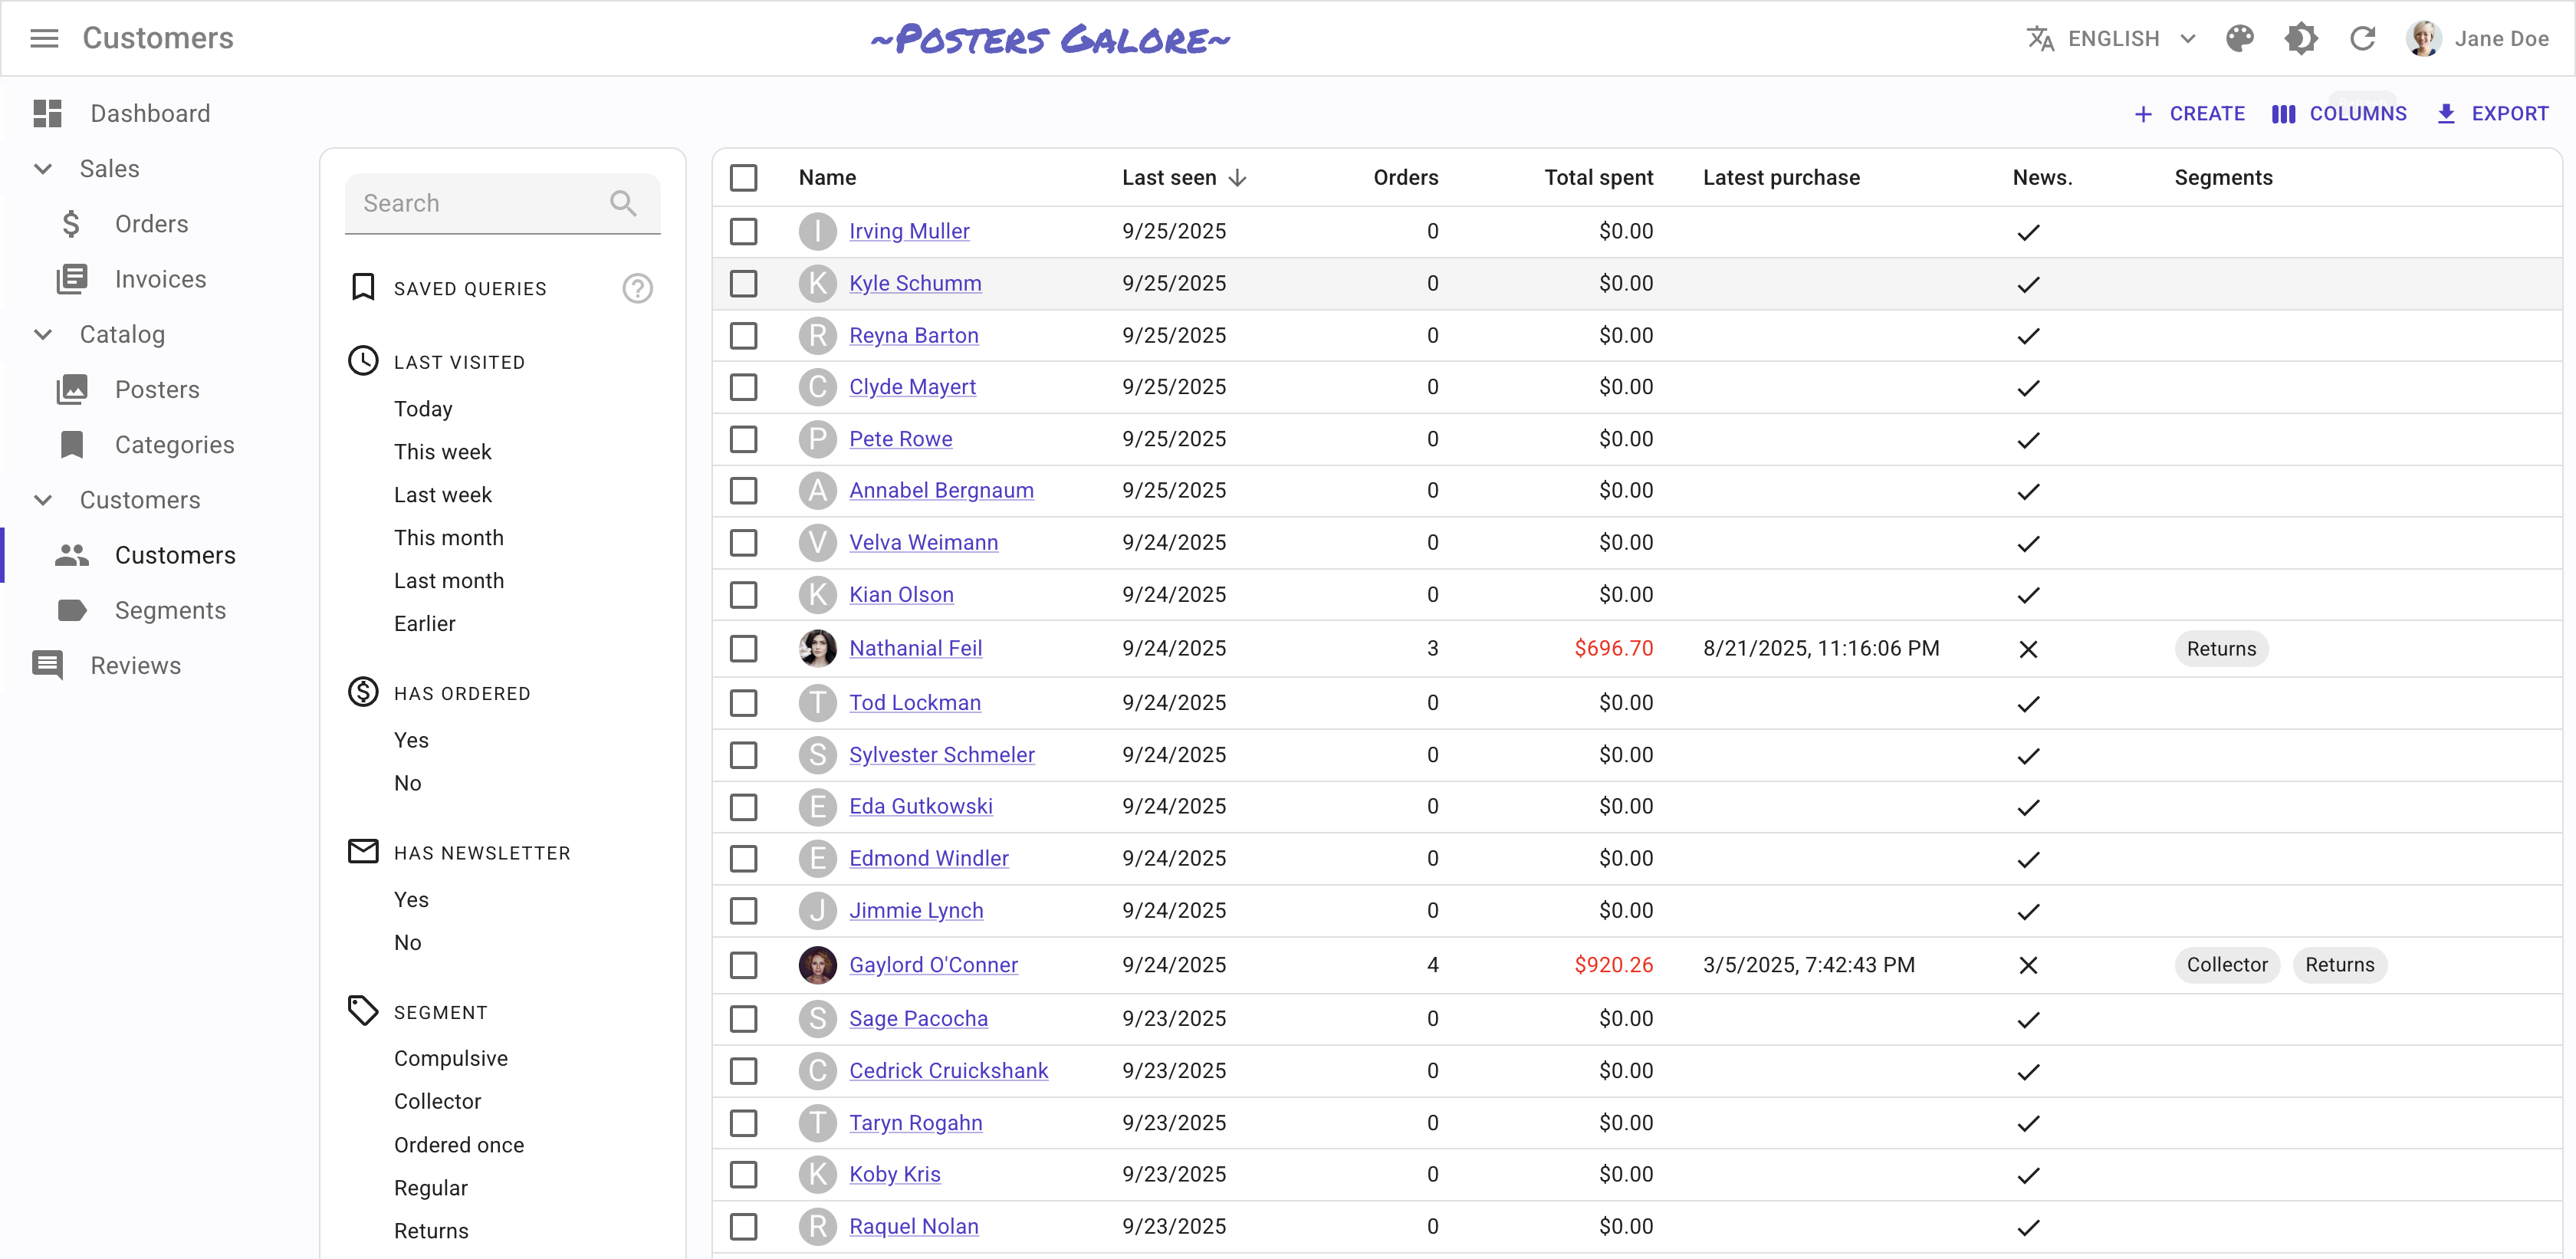 Customers
~Posters Galore~
ENGLISH
Jane Doe
Dashboard
Sales
Orders
Invoices
Catalog
Posters
Categories
Customers
Customers
Segments
Reviews
CREATE
COLUMNS
EXPORT
Search
SAVED QUERIES
?
LAST VISITED
Today
This week
Last week
This month
Last month
Earlier
HAS ORDERED
Yes
No
HAS NEWSLETTER
Yes
No
SEGMENT
Compulsive
Collector
Ordered once
Regular
Returns
Name Last seen Orders Total spent Latest purchase News. Segments
I Irving Muller 9/25/2025 0 $0.00
K Kyle Schumm 9/25/2025 0 $0.00
R Reyna Barton 9/25/2025 0 $0.00
C Clyde Mayert 9/25/2025 0 $0.00
P Pete Rowe 9/25/2025 0 $0.00
A Annabel Bergnaum 9/25/2025 0 $0.00
V Velva Weimann 9/24/2025 0 $0.00
K Kian Olson 9/24/2025 0 $0.00
Nathanial Feil 9/24/2025 3 $696.70 8/21/2025, 11:16:06 PM Returns
T Tod Lockman 9/24/2025 0 $0.00
S Sylvester Schmeler 9/24/2025 0 $0.00
E Eda Gutkowski 9/24/2025 0 $0.00
E Edmond Windler 9/24/2025 0 $0.00
J Jimmie Lynch 9/24/2025 0 $0.00
Gaylord O'Conner 9/24/2025 4 $920.26 3/5/2025, 7:42:43 PM Collector Returns
S Sage Pacocha 9/23/2025 0 $0.00
C Cedrick Cruickshank 9/23/2025 0 $0.00
T Taryn Rogahn 9/23/2025 0 $0.00
K Koby Kris 9/23/2025 0 $0.00
R Raquel Nolan 9/23/2025 0 $0.00